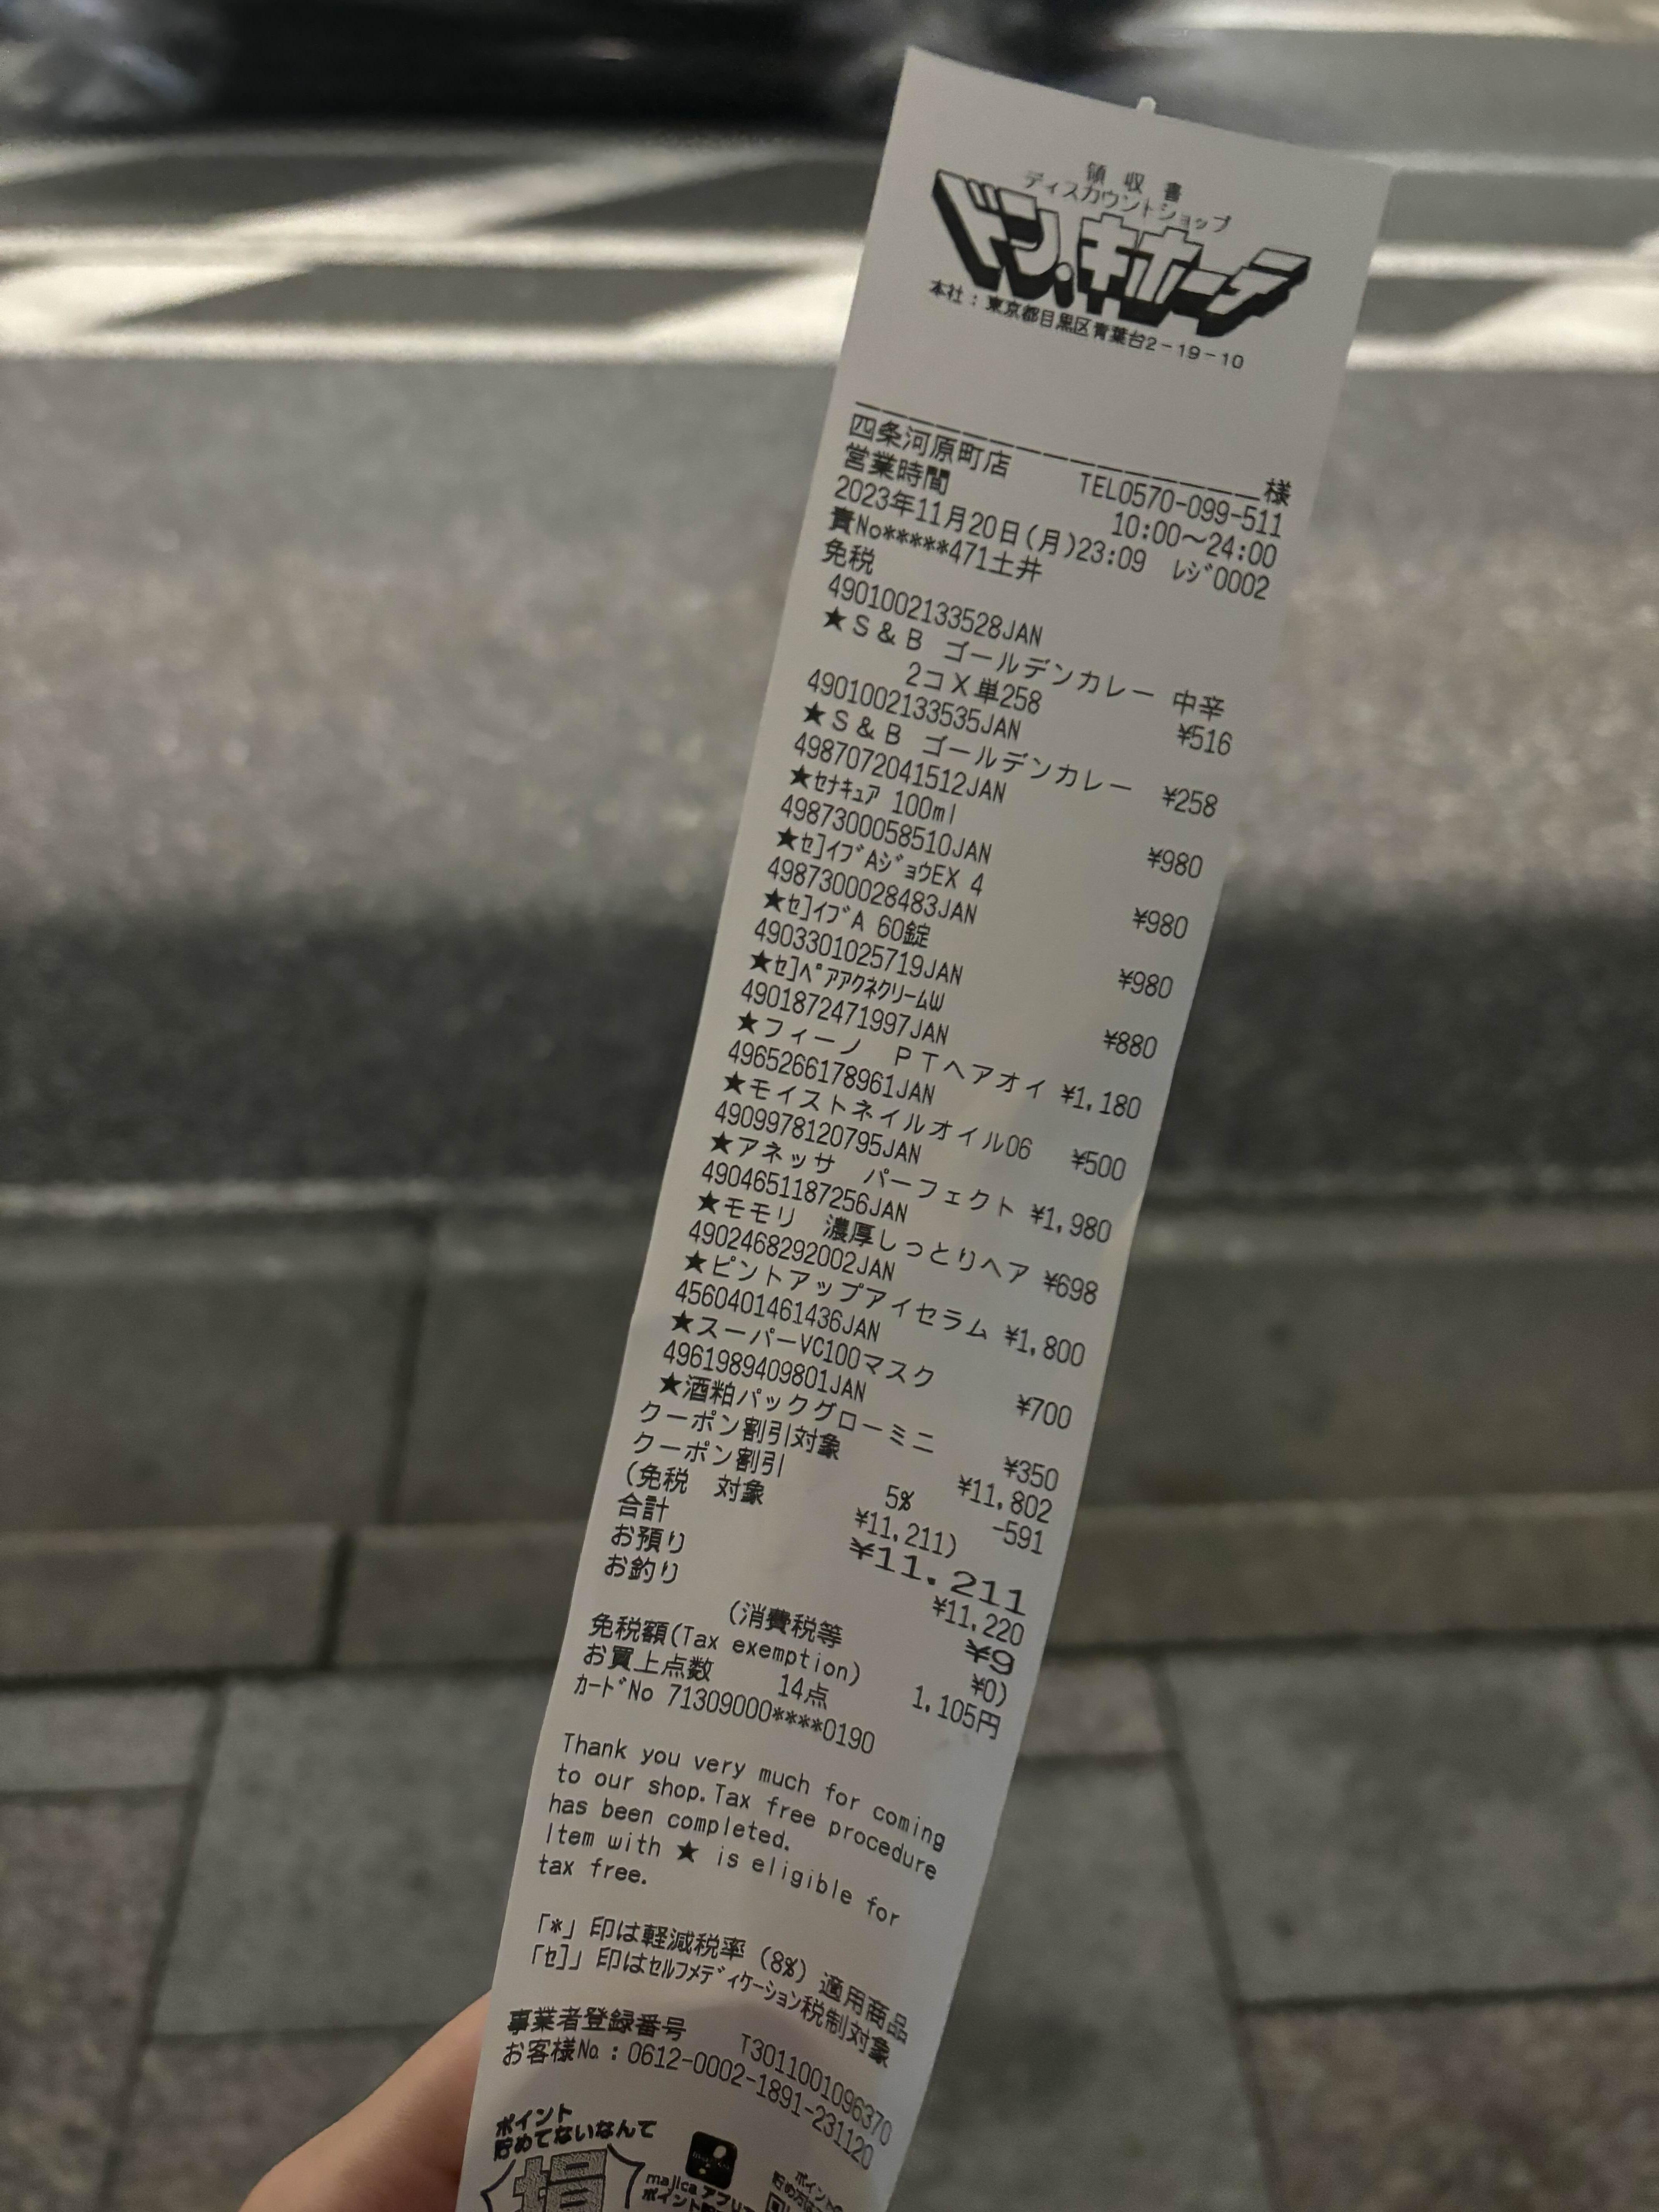 領収書
ディスカウントショップ
ドン.キホーテ
本社：東京都目黒区青葉台2-19-10
様
四条河原町店 TEL0570-099-511
営業時間 10:00〜24:00
2023年11月20日(月)23:09 ﾚｼﾞ0002
責No*****471土井
免税
4901002133528JAN
★S&B ゴールデンカレー 中辛
2コX単258 ¥516
4901002133535JAN
★S&B ゴールデンカレー ¥258
4987072041512JAN
★ｾﾅｷｭｱ 100ml ¥980
4987300058510JAN
★ｾ]ｲﾌﾞAｼﾞｮｳEX 4 ¥980
4987300028483JAN
★ｾ]ｲﾌﾞA 60錠 ¥980
4903301025719JAN
★ｾ]ﾍﾟｱｱｸﾈｸﾘｰﾑW ¥880
4901872471997JAN
★フィーノ PTヘアオイ ¥1,180
4965266178961JAN
★モイストネイルオイル06 ¥500
4909978120795JAN
★アネッサ パーフェクト ¥1,980
4904651187256JAN
★モモリ 濃厚しっとりヘア ¥698
4902468292002JAN
★ピントアップアイセラム ¥1,800
4560401461436JAN
★スーパーVC100マスク ¥700
4961989409801JAN
★酒粕パックグローミニ ¥350
クーポン割引対象 ¥11,802
クーポン割引 5% -591
(免税 対象 ¥11,211)
合計 ¥11,211
お預り ¥11,220
お釣り ¥9
(消費税等 ¥0)
免税額(Tax exemption) 1,105円
お買上点数 14点
ｶｰﾄﾞNo 71309000****0190
Thank you very much for coming
to our shop.Tax free procedure
has been completed.
Item with ★ is eligible for
tax free.
「*」印は軽減税率（8%）適用商品
「ｾ]」印はｾﾙﾌﾒﾃﾞｨｹｰｼｮﾝ税制対象
事業者登録番号 T3011001096370
お客様No.：0612-0002-1891-231120
ポイント
貯めてないなんて
損
majica アプリ
ポイント